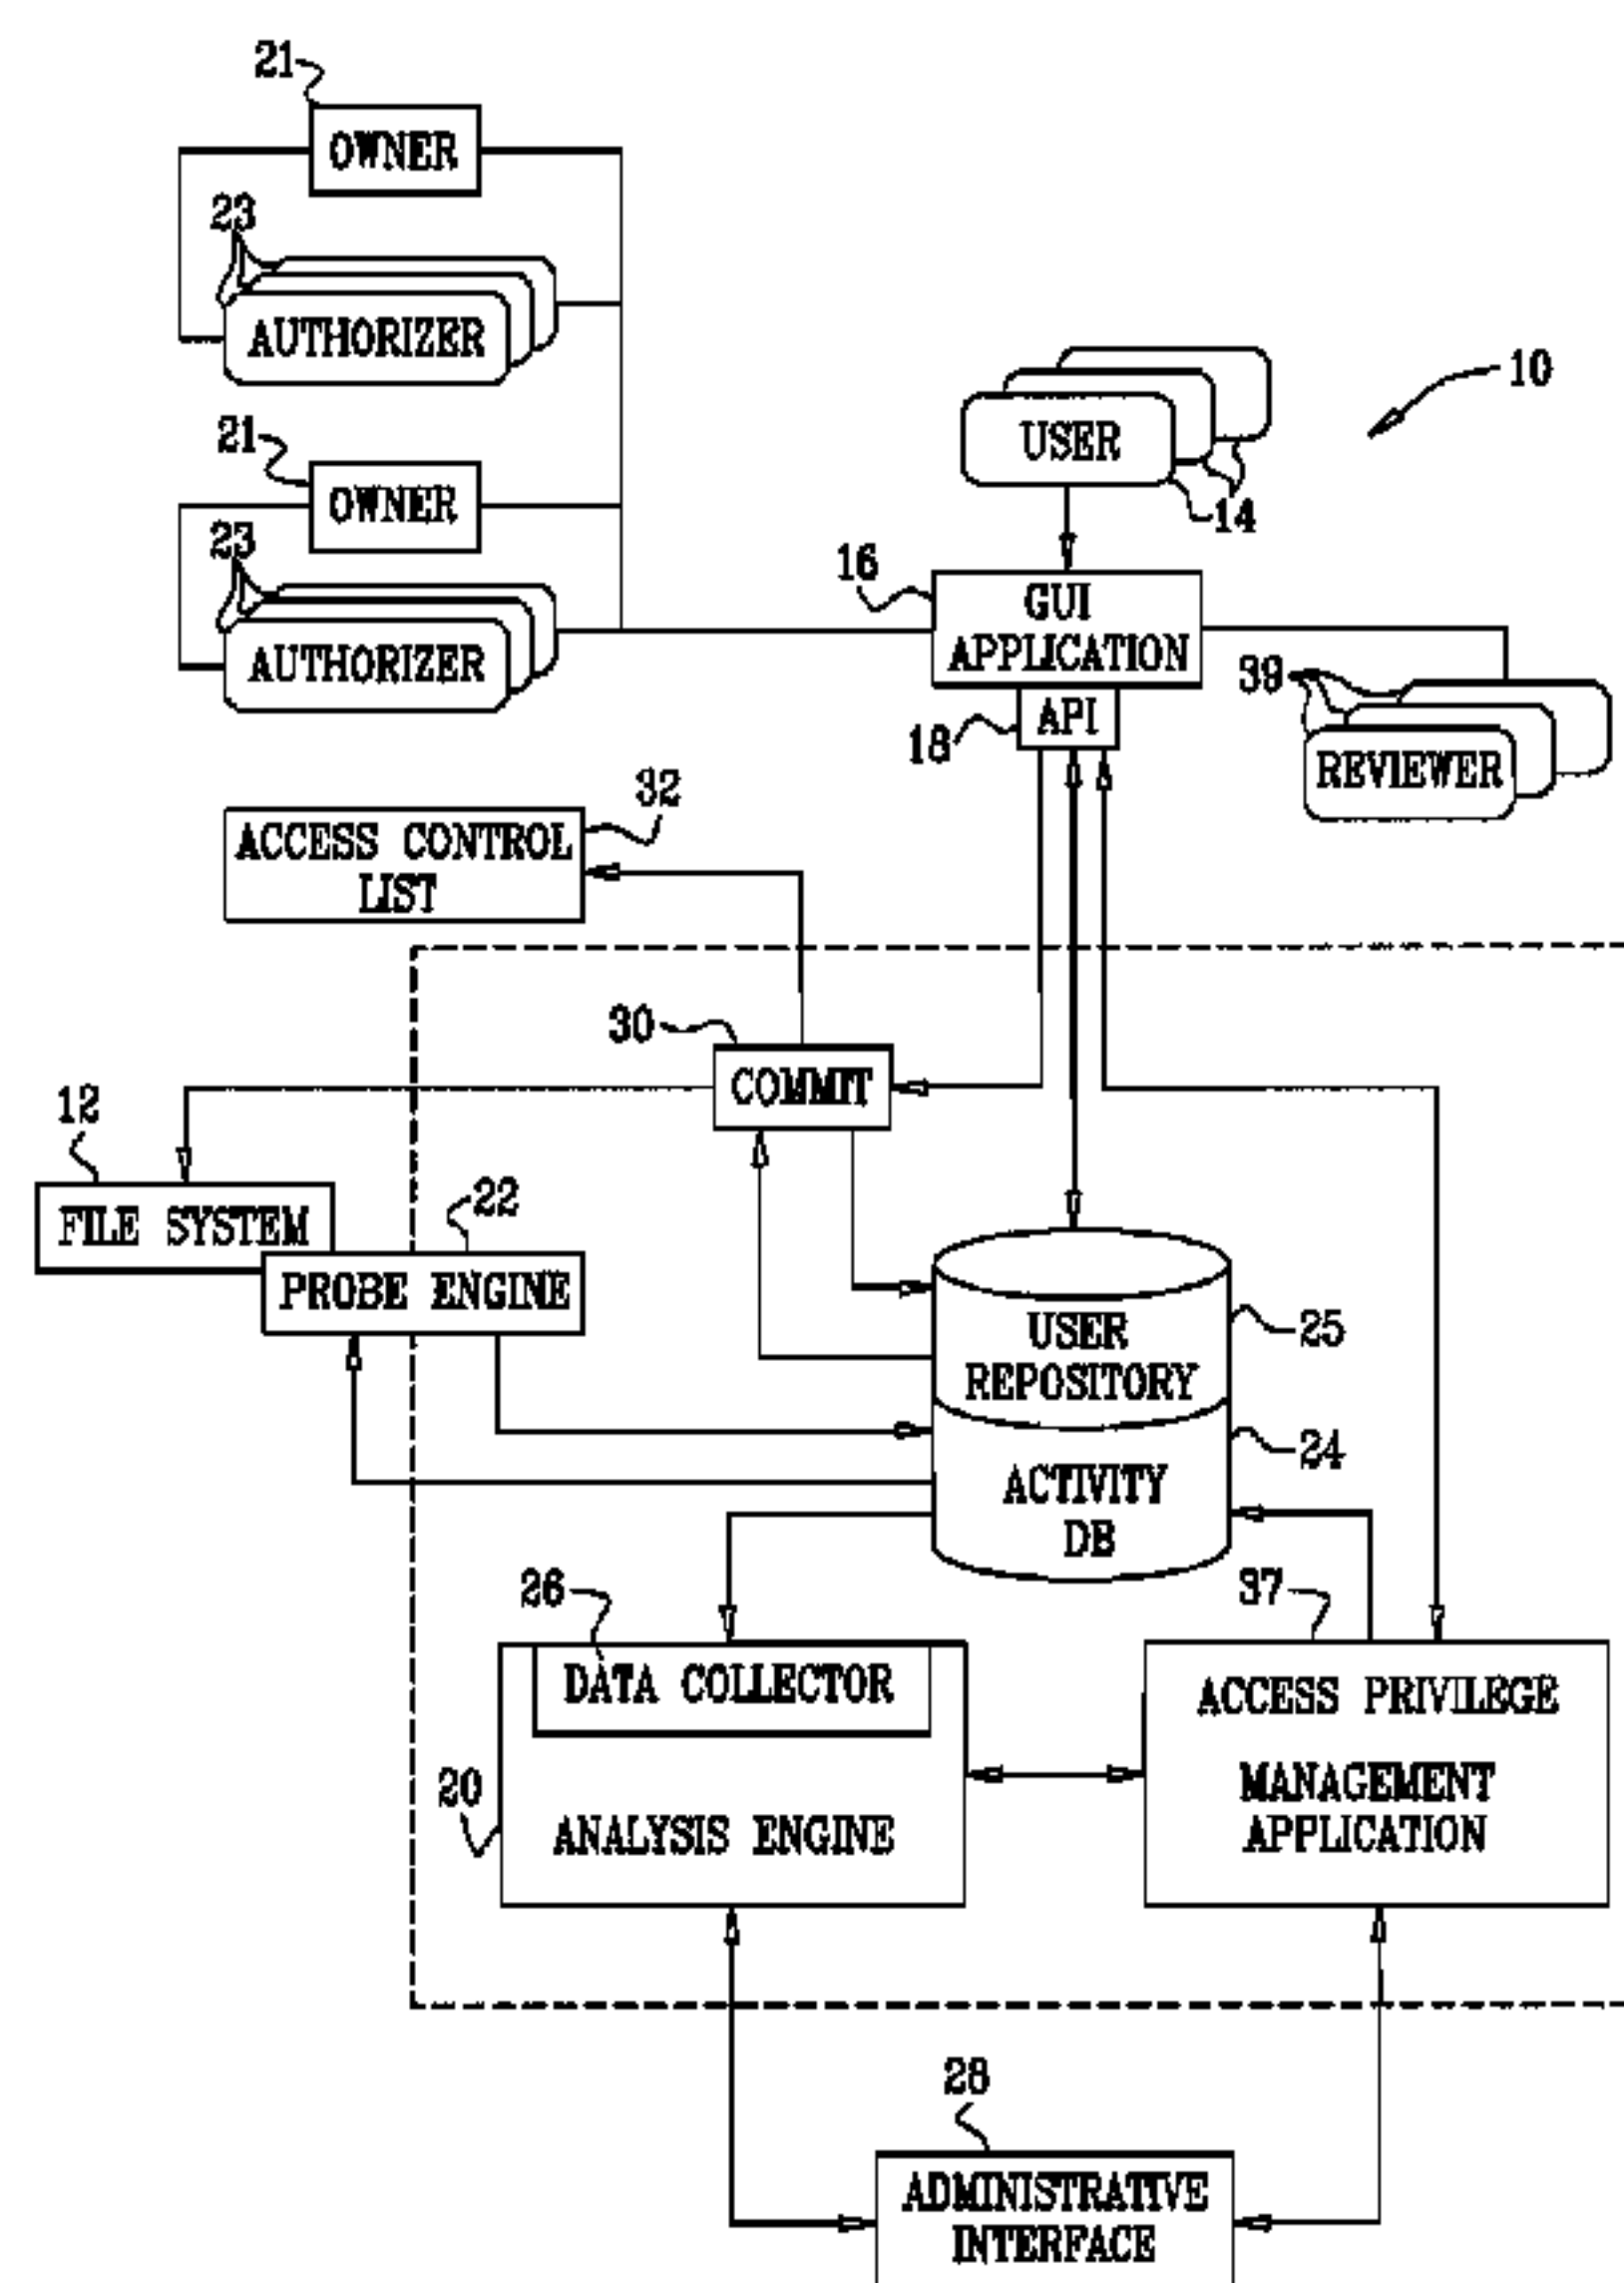 21
OWNER
23
AUTHORIZER
10
USER
21
14
OWNER
23
16
GUI
APPLICATION
AUTHORIZER
39
18
API
REVIEWER
32
ACCESS CONTROL
LIST
30
COMMIT
12
22
FILE SYSTEM
PROBE ENGINE
25
USER
REPOSITORY
24
ACTIVITY
DB
26
37
DATA COLLECTOR
ACCESS PRIVILEGE
MANAGEMENT
APPLICATION
20
ANALYSIS ENGINE
28
ADMINISTRATIVE
INTERFACE